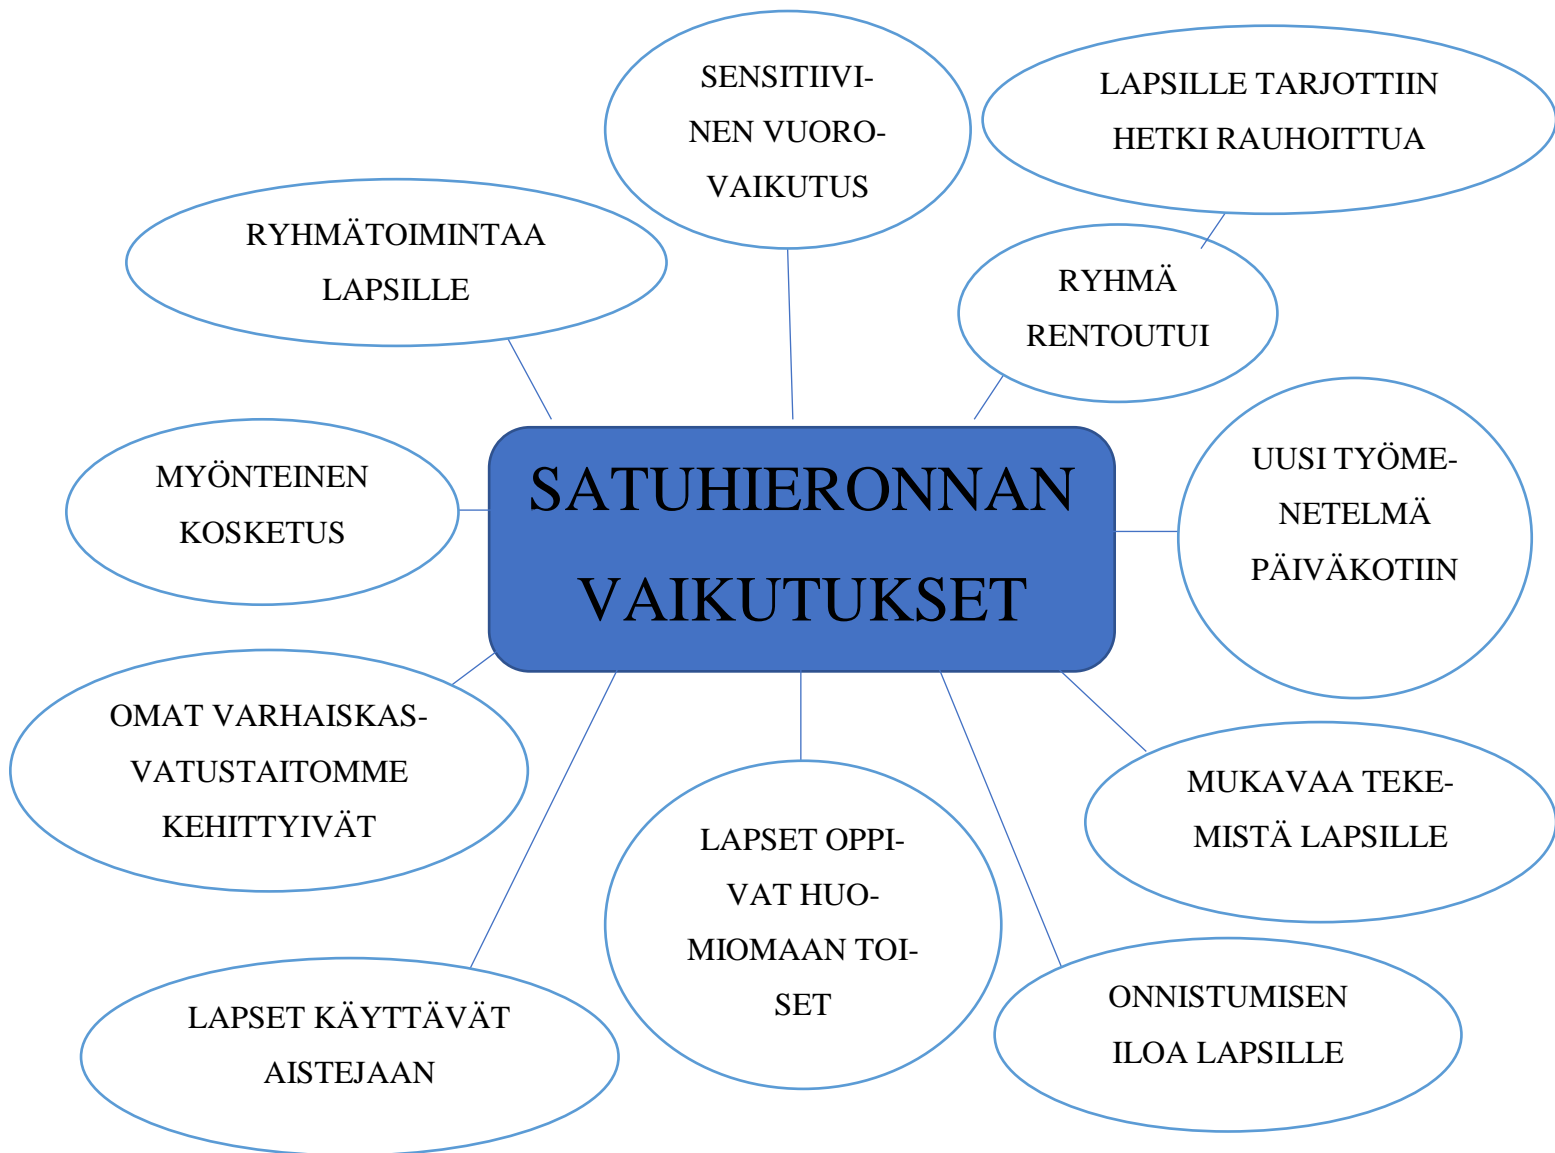 SENSITIIVI-
NEN VUORO-
VAIKUTUS
LAPSILLE TARJOTTIIN
HETKI RAUHOITTUA
RYHMÄTOIMINTAA
LAPSILLE
RYHMÄ
RENTOUTUI
MYÖNTEINEN
KOSKETUS
SATUHIERONNAN
VAIKUTUKSET
UUSI TYÖME-
NETELMÄ
PÄIVÄKOTIIN
OMAT VARHAISKAS-
VATUSTAITOMME
KEHITTYIVÄT
MUKAVAA TEKE-
MISTÄ LAPSILLE
LAPSET OPPI-
VAT HUO-
MIOMAAN TOI-
SET
LAPSET KÄYTTÄVÄT
AISTEJAAN
ONNISTUMISEN
ILOA LAPSILLE